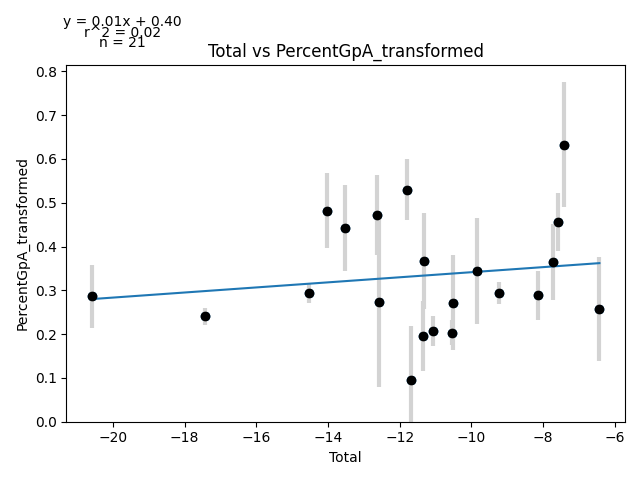 y = 0.01x + 0.40
r^2 = 0.02
n = 21
Total vs PercentGpA_transformed
PercentGpA_transformed
0.8
0.7
0.6
0.5
0.4
0.3
0.2
0.1
0.0
−20 −18 −16 −14 −12 −10 −8 −6
Total